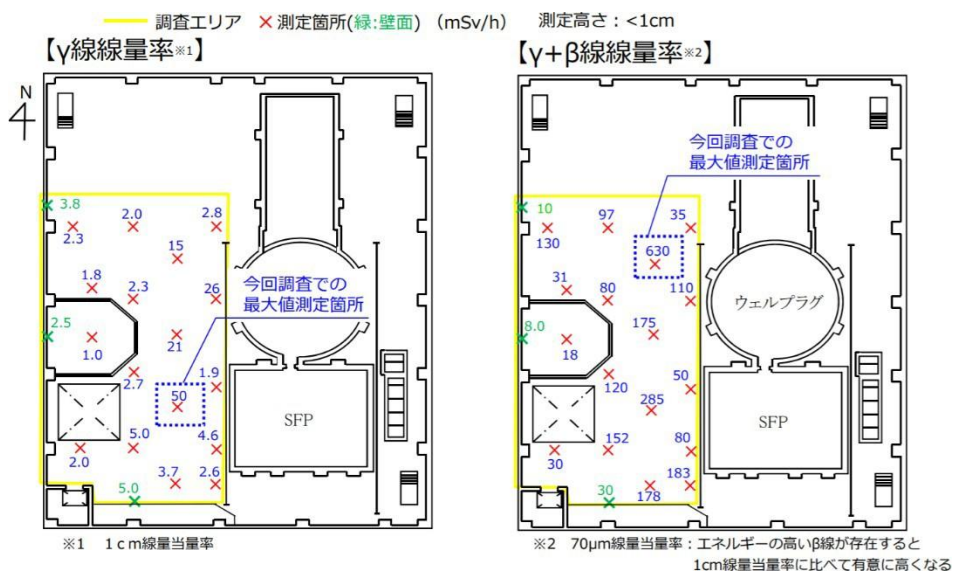 調査エリア × 測定箇所(緑:壁面) (mSv/h) 測定高さ:<1cm
【γ線線量率※1】
【γ+β線線量率※2】
N
今回調査での
最大値測定箇所
3.8
2.0
2.8
2.3
15
1.8
2.3
26
今回調査での
最大値測定箇所
2.5
1.0
21
2.7
1.9
50
SFP
5.0
4.6
2.0
3.7
2.6
5.0
10
97
35
130
630
31
80
110
ウェルプラグ
8.0
175
18
120
50
285
SFP
152
80
30
183
30
178
※1 1cm線量当量率
※2 70μm線量当量率:エネルギーの高いβ線が存在すると
1cm線量当量率に比べて有意に高くなる